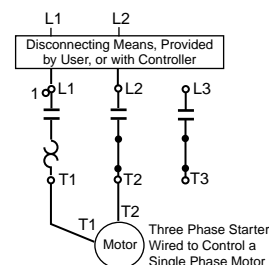 L1 L2
Disconnecting Means, Provided
by User, or with Controller
1 L1 L2 L3
T1 T2 T3
T1 T2
Motor
Three Phase Starter
Wired to Control a
Single Phase Motor